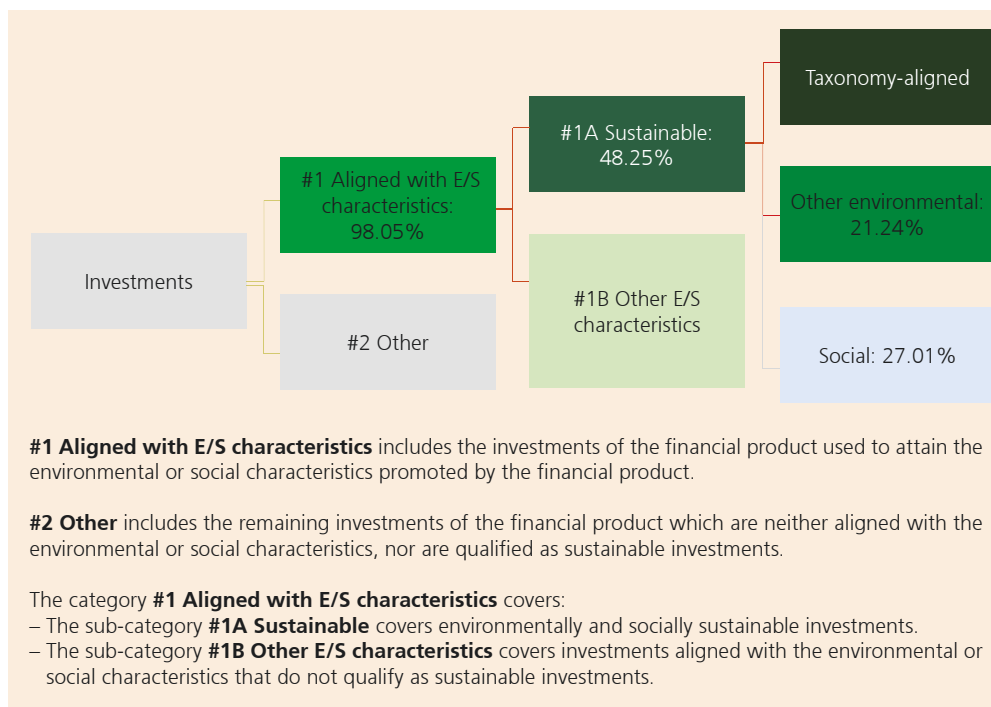 Taxonomy-aligned
#1A Sustainable:
48.25%
#1 Aligned with E/S
characteristics:
98.05%
Other environmental:
21.24%
Investments
#1B Other E/S
characteristics
#2 Other
Social: 27.01%
#1 Aligned with E/S characteristics includes the investments of the financial product used to attain the
environmental or social characteristics promoted by the financial product.
#2 Other includes the remaining investments of the financial product which are neither aligned with the
environmental or social characteristics, nor are qualified as sustainable investments.
The category #1 Aligned with E/S characteristics covers:
– The sub-category #1A Sustainable covers environmentally and socially sustainable investments.
– The sub-category #1B Other E/S characteristics covers investments aligned with the environmental or
social characteristics that do not qualify as sustainable investments.